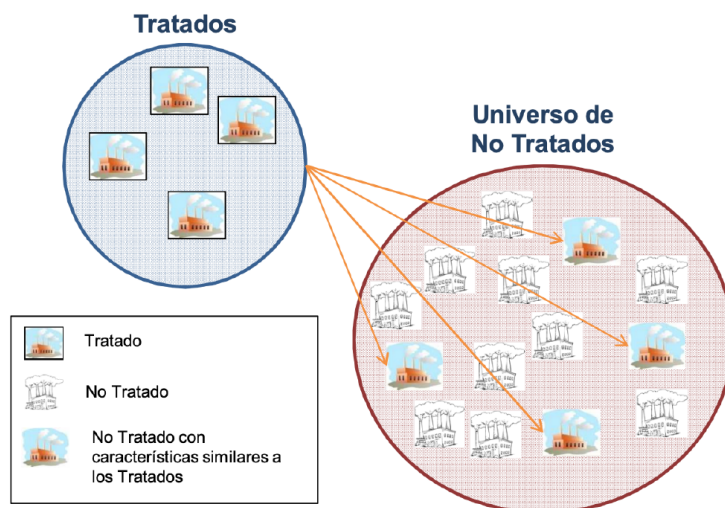 Tratados
Universo de
No Tratados
Tratado
No Tratado
No Tratado con
características similares a
los Tratados